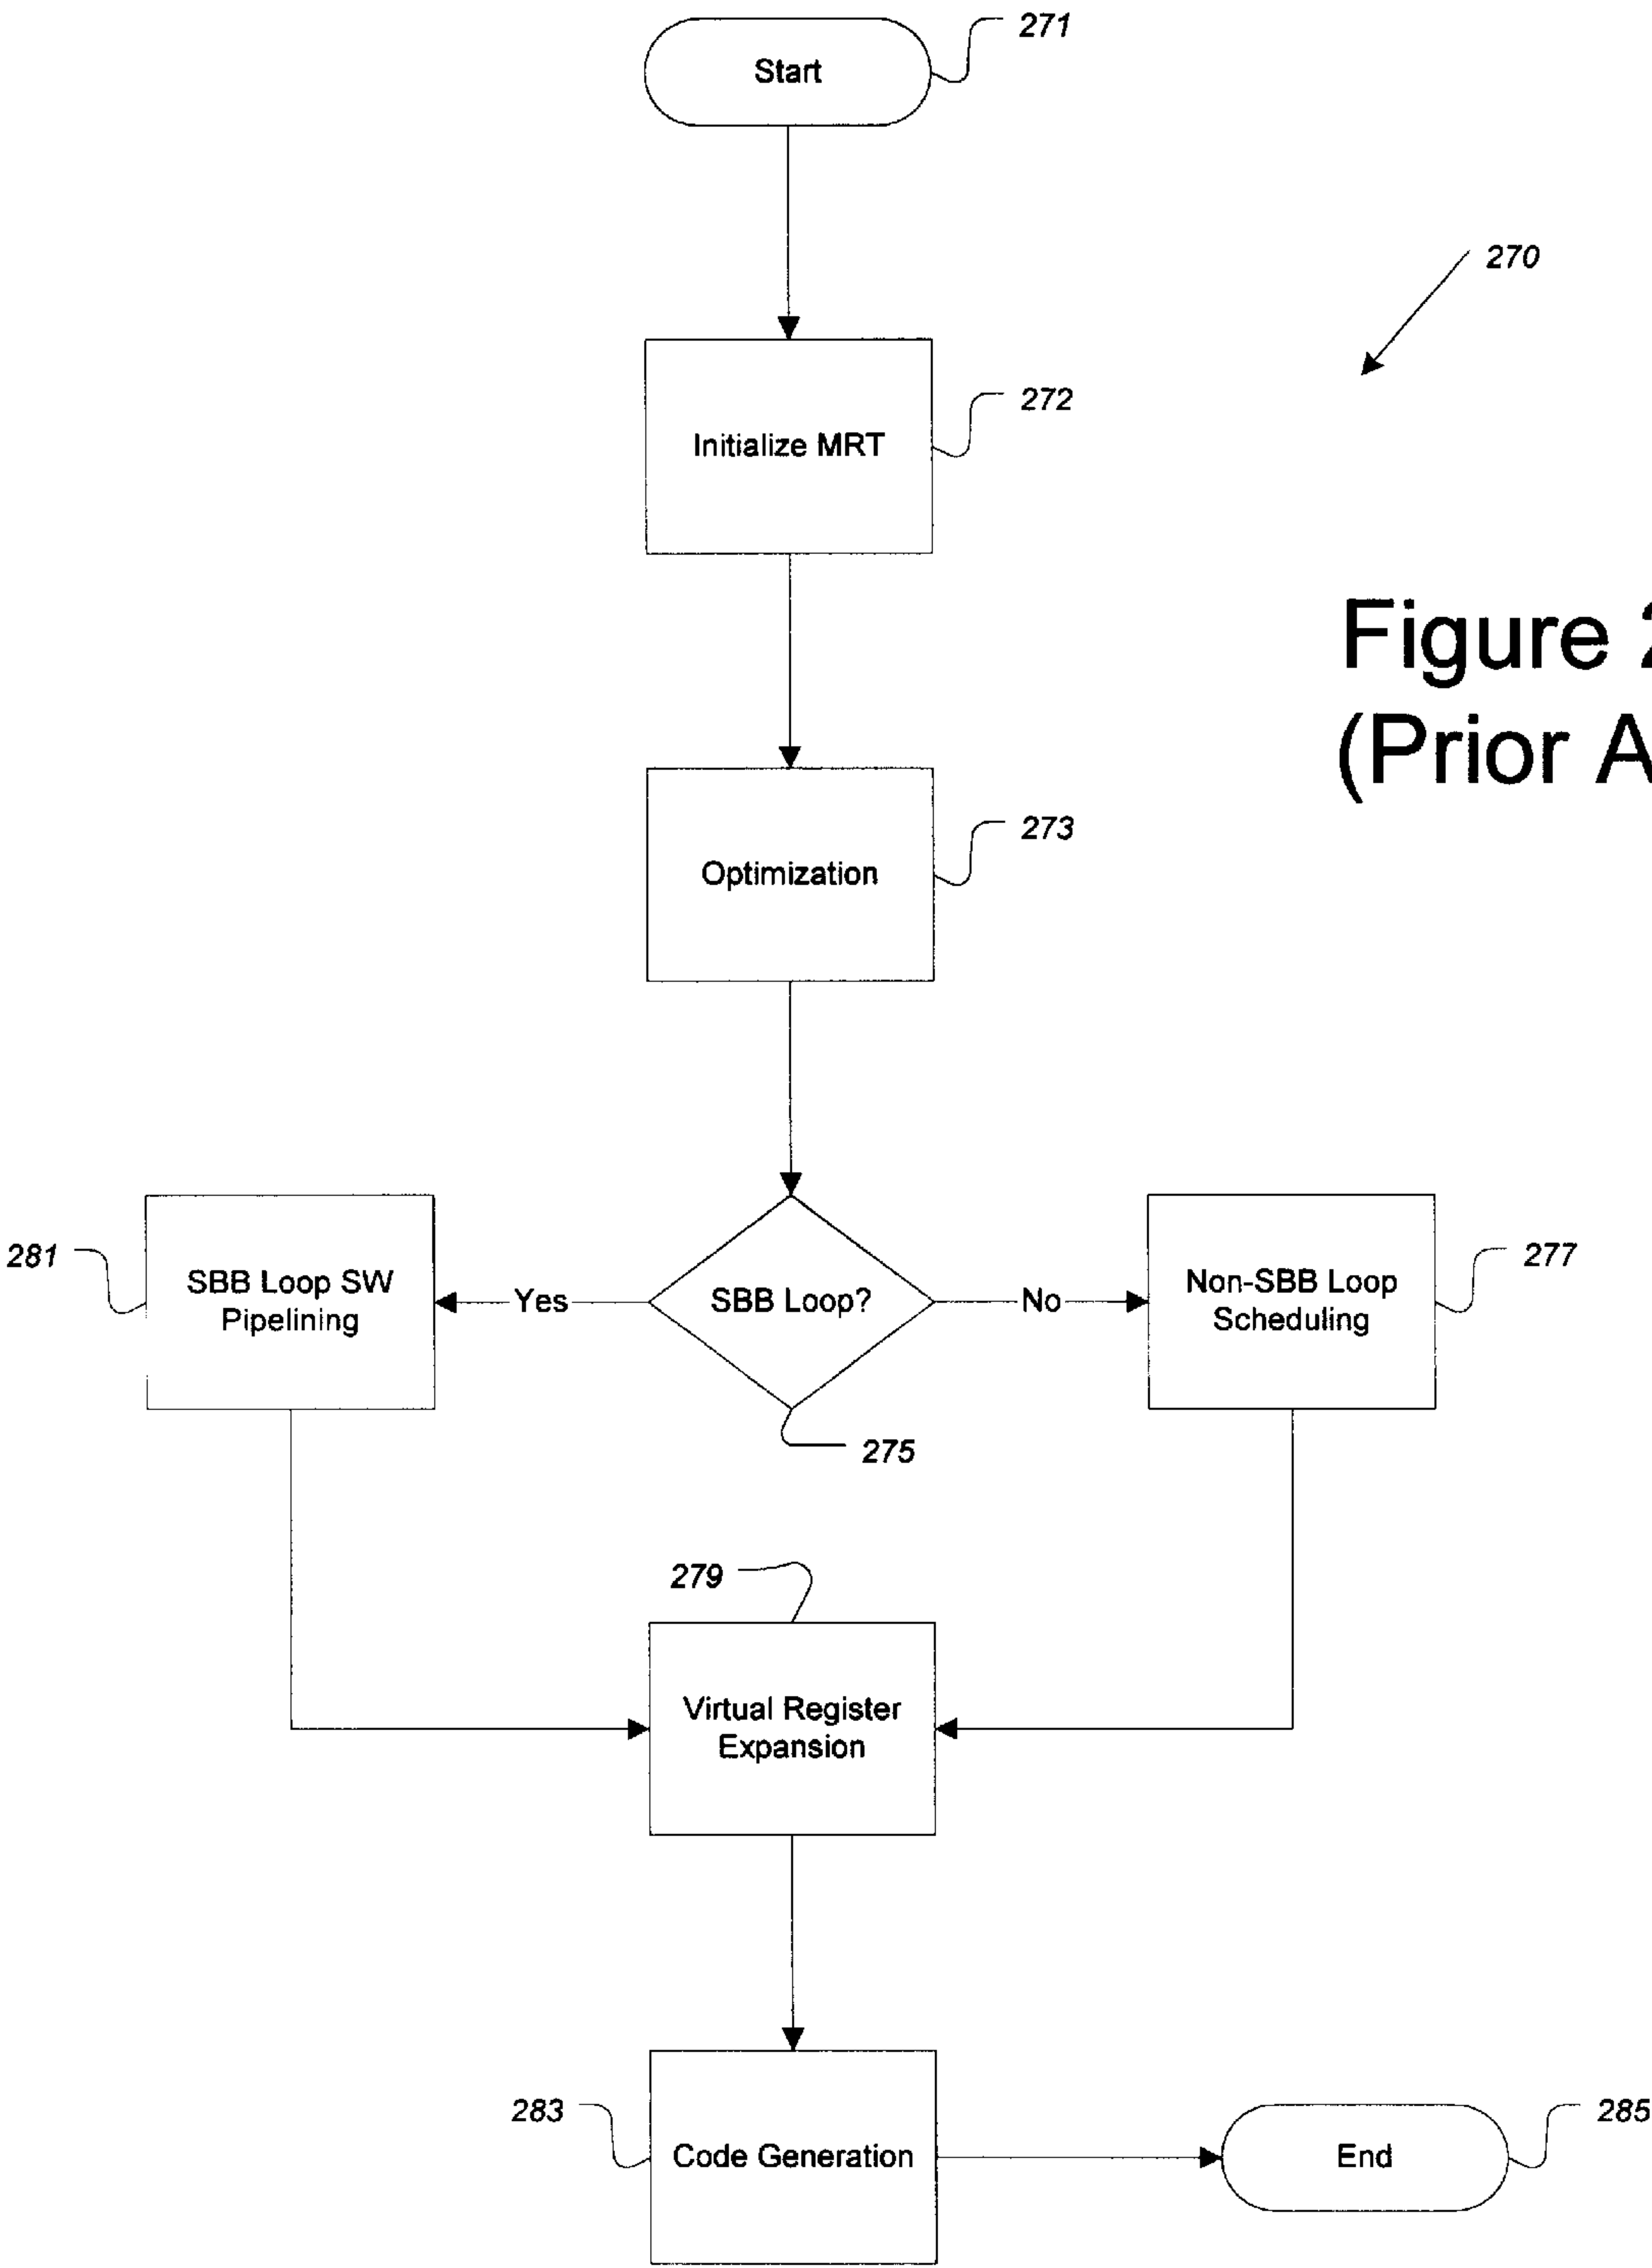 Start
271
270
Initialize MRT
272
Figure 2
(Prior A
Optimization
273
281
SBB Loop SW
Pipelining
Yes
SBB Loop?
No
Non-SBB Loop
Scheduling
277
275
279
Virtual Register
Expansion
283
Code Generation
End
285